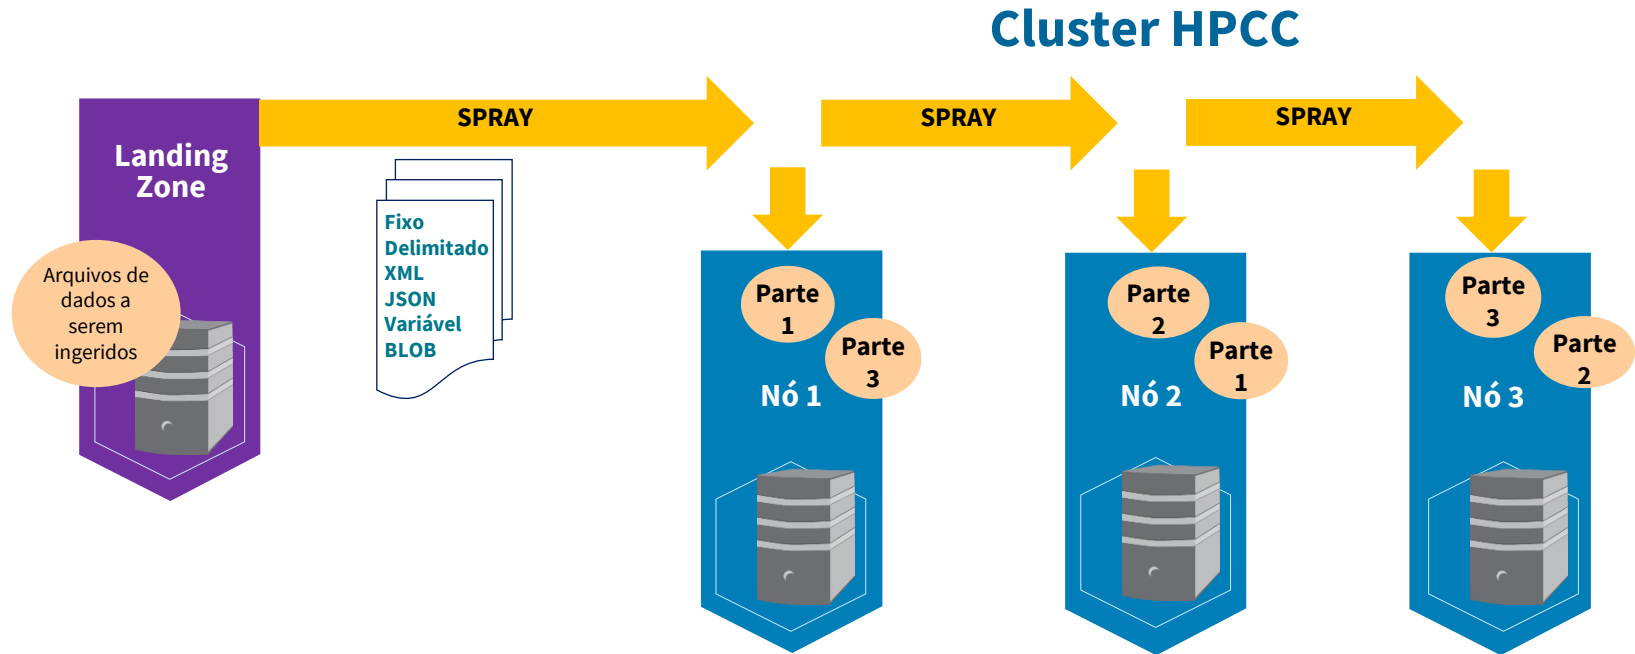 Cluster HPCC
SPRAY
SPRAY
SPRAY
Landing
Zone
Arquivos de
dados a
serem
ingeridos
Fixo
Delimitado
XML
JSON
Variável
BLOB
Parte
1
Parte
3
Nó 1
Parte
2
Parte
1
Nó 2
Parte
3
Parte
2
Nó 3